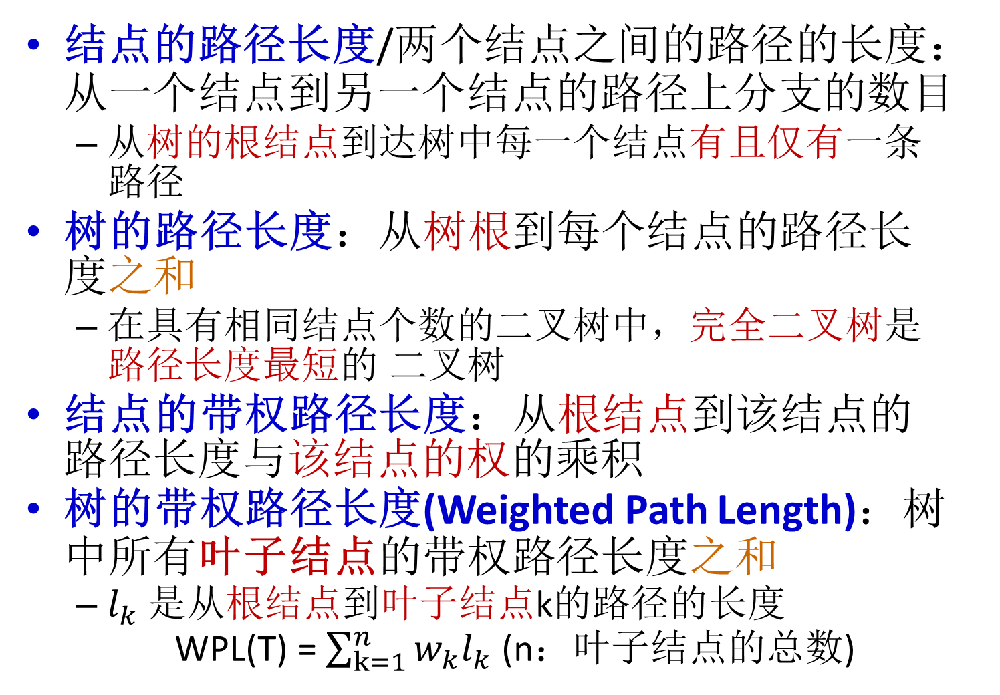 • 结点的路径长度/两个结点之间的路径的长度：
从一个结点到另一个结点的路径上分支的数目
– 从树的根结点到达树中每一个结点有且仅有一条
路径
• 树的路径长度：从树根到每个结点的路径长
度之和
– 在具有相同结点个数的二叉树中，完全二叉树是
路径长度最短的 二叉树
• 结点的带权路径长度：从根结点到该结点的
路径长度与该结点的权的乘积
• 树的带权路径长度(Weighted Path Length)：树
中所有叶子结点的带权路径长度之和
– $l_k$ 是从根结点到叶子结点k的路径的长度
WPL(T) = $\sum_{k=1}^{n} w_k l_k$ (n：叶子结点的总数)